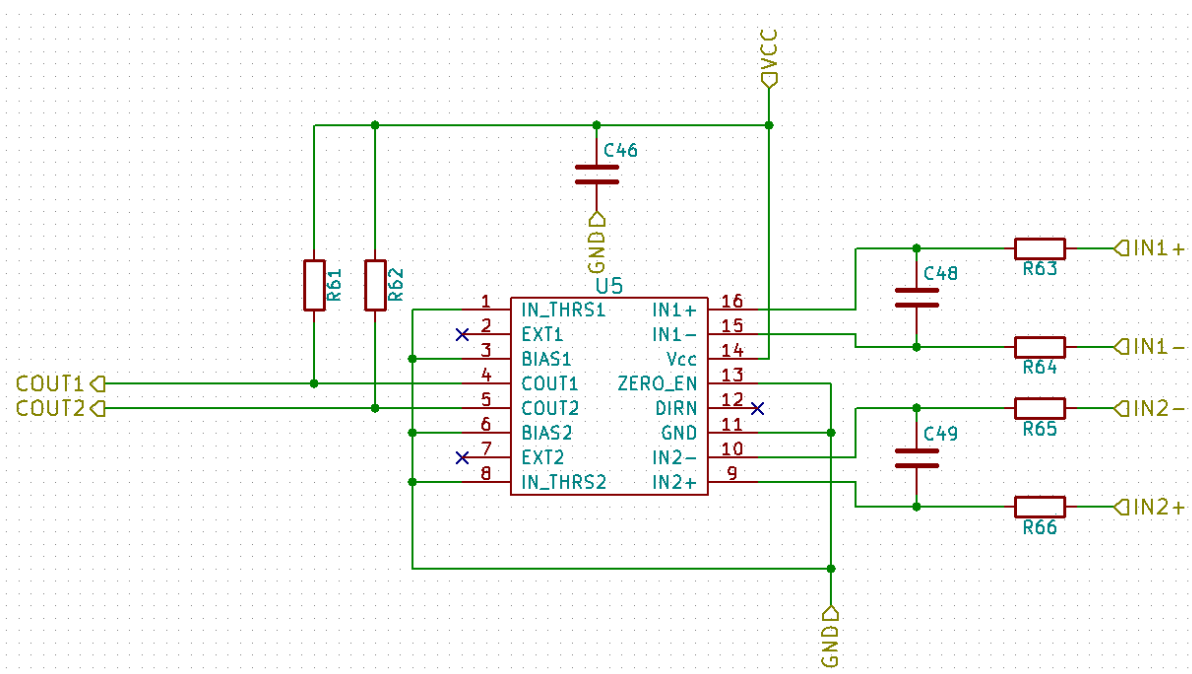 VCC
C46
GNDD
R61
R62
U5
1 IN_THRS1 IN1+ 16
2 EXT1 IN1- 15
3 BIAS1 Vcc 14
4 COUT1 ZERO_EN 13
5 COUT2 DIRN 12
6 BIAS2 GND 11
7 EXT2 IN2- 10
8 IN_THRS2 IN2+ 9
COUT1
COUT2
C48
R63
IN1+
R64
IN1-
C49
R65
IN2-
R66
IN2+
GNDD